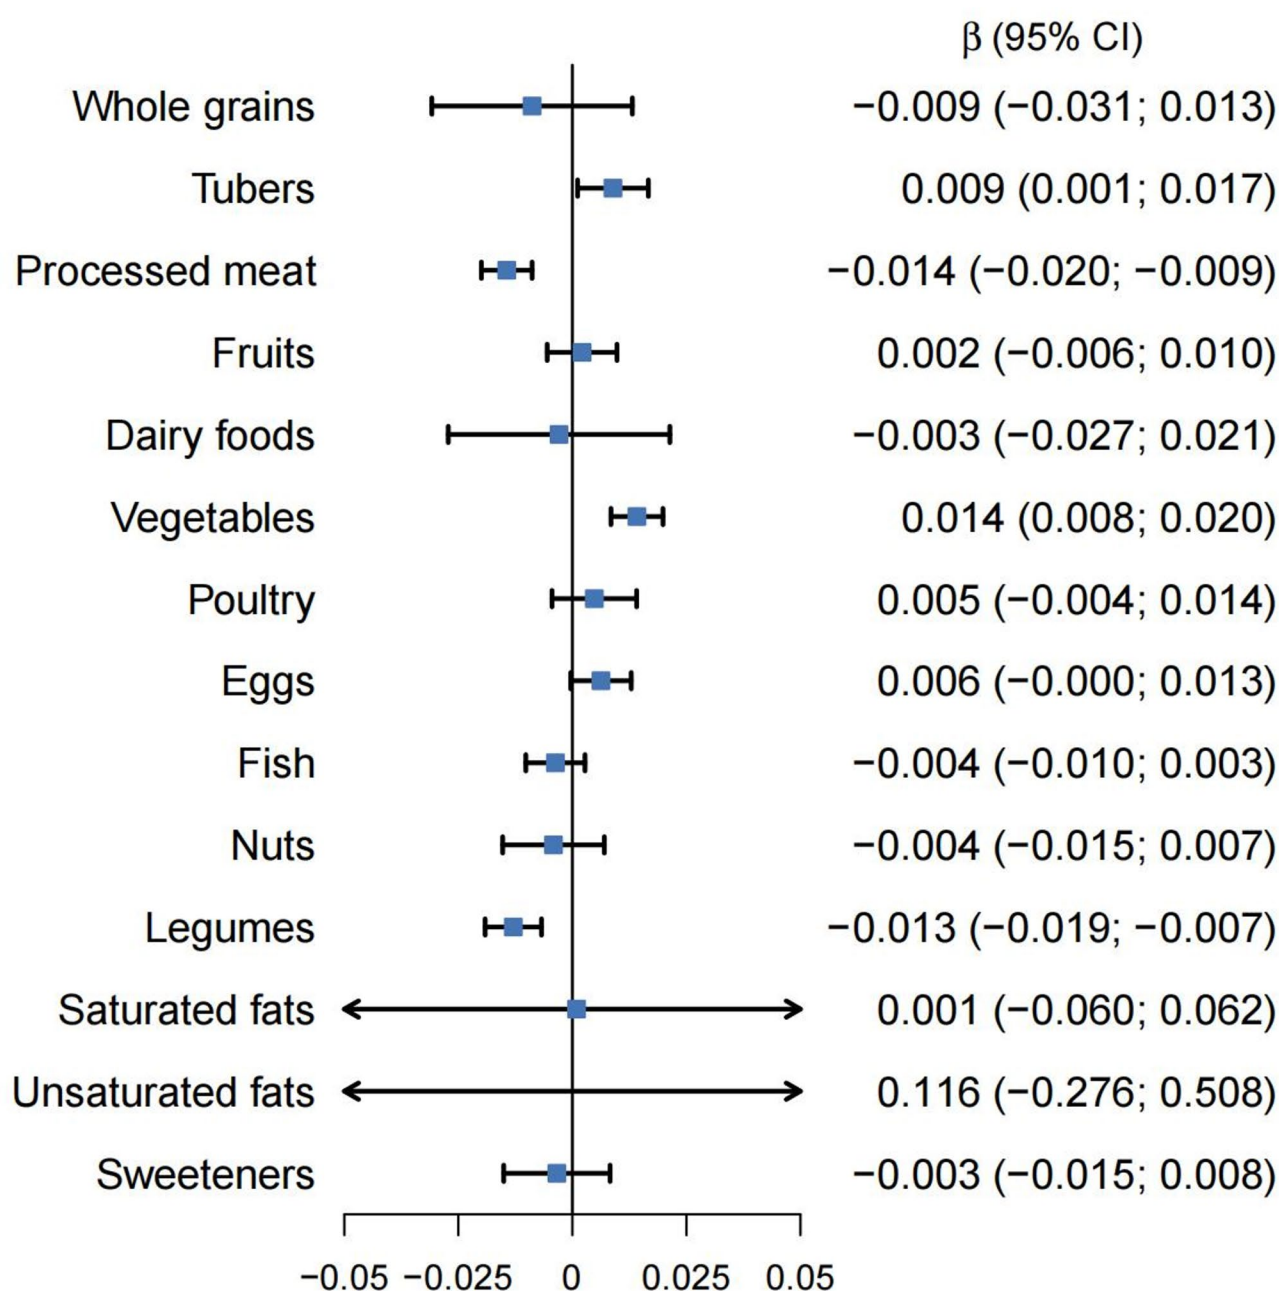 β (95% CI)
Whole grains −0.009 (−0.031; 0.013)
Tubers 0.009 (0.001; 0.017)
Processed meat −0.014 (−0.020; −0.009)
Fruits 0.002 (−0.006; 0.010)
Dairy foods −0.003 (−0.027; 0.021)
Vegetables 0.014 (0.008; 0.020)
Poultry 0.005 (−0.004; 0.014)
Eggs 0.006 (−0.000; 0.013)
Fish −0.004 (−0.010; 0.003)
Nuts −0.004 (−0.015; 0.007)
Legumes −0.013 (−0.019; −0.007)
Saturated fats 0.001 (−0.060; 0.062)
Unsaturated fats 0.116 (−0.276; 0.508)
Sweeteners −0.003 (−0.015; 0.008)
−0.05 −0.025 0 0.025 0.05